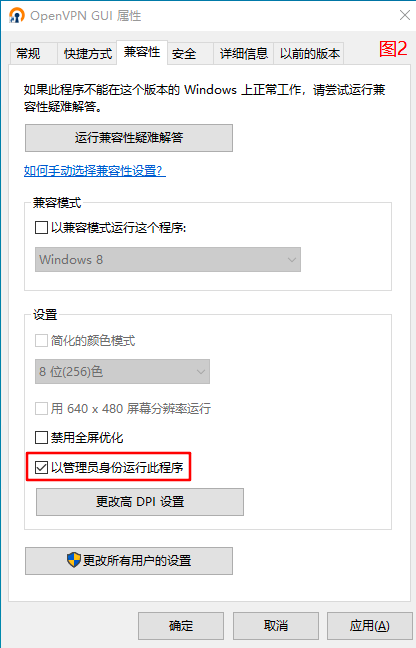 OpenVPN GUI 属性
常规 快捷方式 兼容性 安全 详细信息 以前的版本
图2
如果此程序不能在这个版本的 Windows 上正常工作，请尝试运行兼
容性疑难解答。
运行兼容性疑难解答
如何手动选择兼容性设置?
兼容模式
以兼容模式运行这个程序:
Windows 8
设置
简化的颜色模式
8 位(256)色
用 640 x 480 屏幕分辨率运行
禁用全屏优化
以管理员身份运行此程序
更改高 DPI 设置
更改所有用户的设置
确定 取消 应用(A)